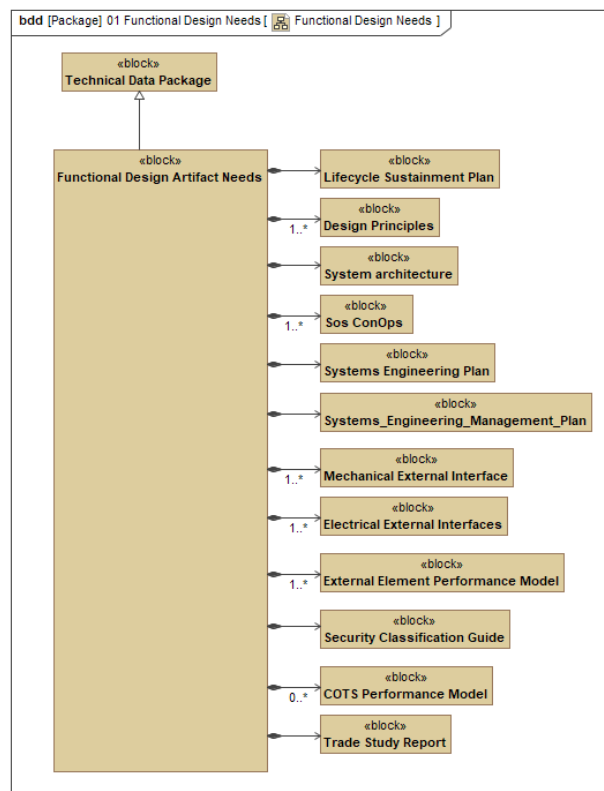 bdd [Package] 01 Functional Design Needs [ Functional Design Needs ]
«block»
Technical Data Package
«block»
Functional Design Artifact Needs
«block»
Lifecycle Sustainment Plan
«block»
Design Principles
1..*
«block»
System architecture
«block»
Sos ConOps
1..*
«block»
Systems Engineering Plan
«block»
Systems_Engineering_Management_Plan
«block»
Mechanical External Interface
1..*
«block»
Electrical External Interfaces
1..*
«block»
External Element Performance Model
1..*
«block»
Security Classification Guide
«block»
COTS Performance Model
0..*
«block»
Trade Study Report